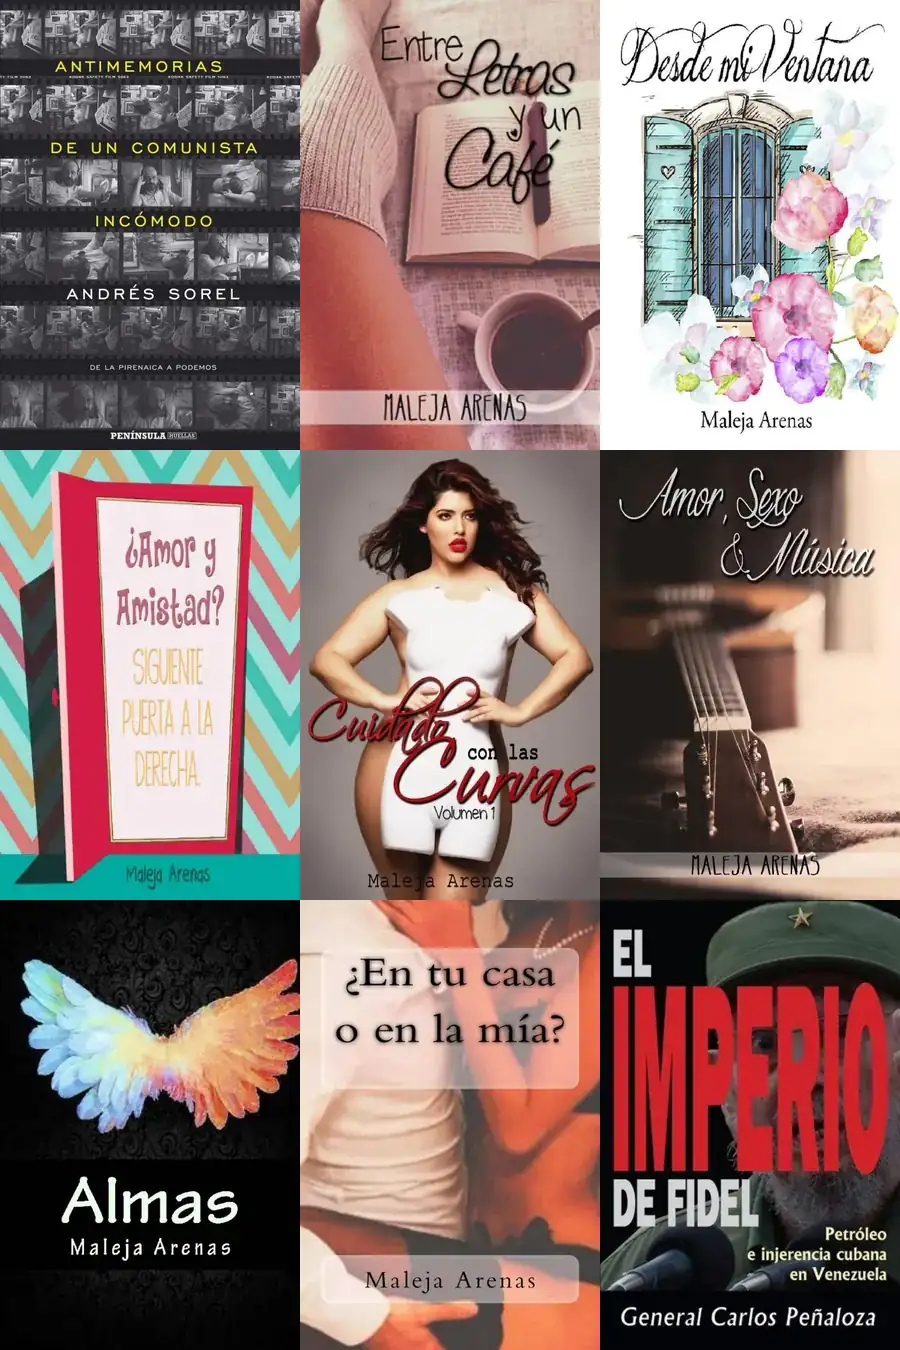 ANTIMEMORIAS
DE UN COMUNISTA
INCÓMODO
ANDRÉS SOREL
DE LA PIRENAICA A PODEMOS
PENÍNSULA HUELLAS
Entre
Letras
y un
Café
MALEJA ARENAS
Desde mi Ventana
Maleja Arenas
¿Amor y
Amistad?
SIGUIENTE
PUERTA A LA
DERECHA.
Maleja Arenas
Cuidado
con las
Curvas
Volumen 1
Maleja Arenas
Amor, Sexo
& Música
MALEJA ARENAS
Almas
Maleja Arenas
¿En tu casa
o en la mía?
Maleja Arenas
EL
IMPERIO
DE FIDEL
Petróleo
e injerencia cubana
en Venezuela
General Carlos Peñaloza